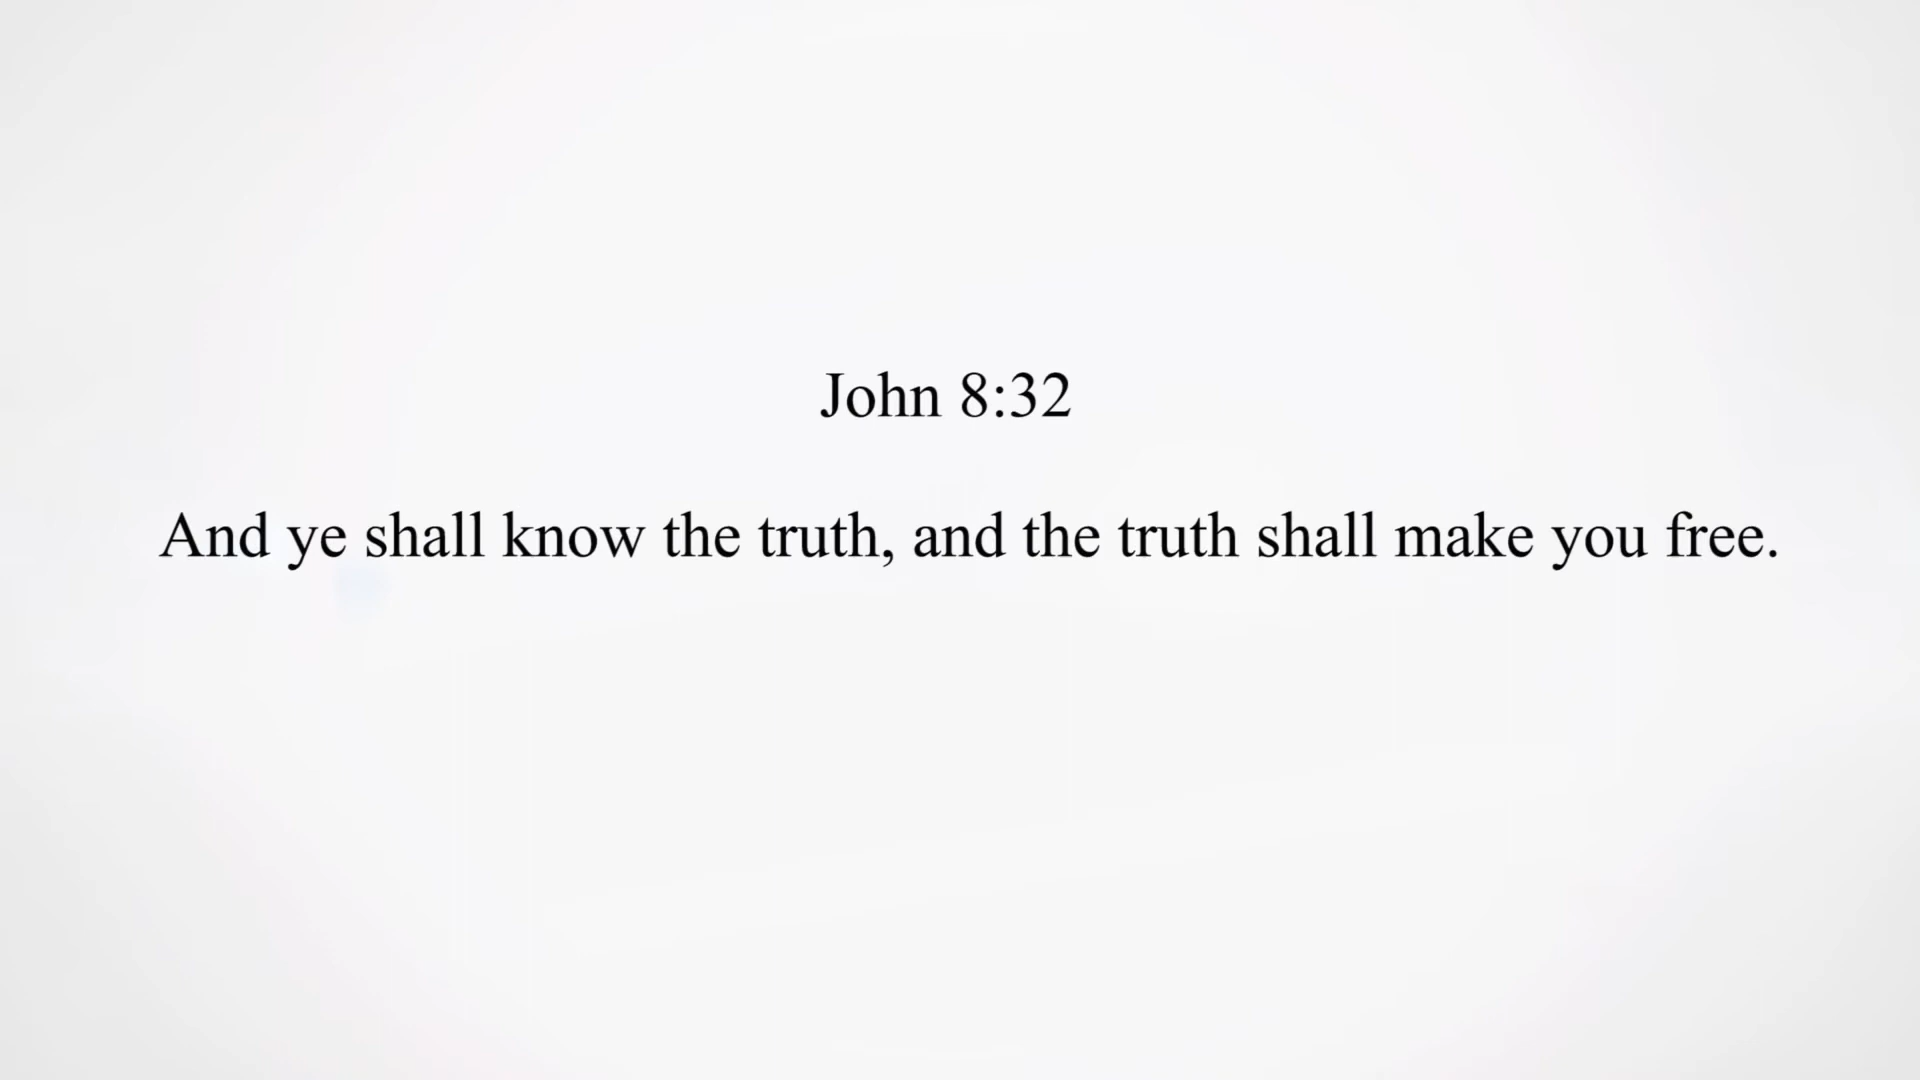 John 8:32
And ye shall know the truth, and the truth shall make you free.